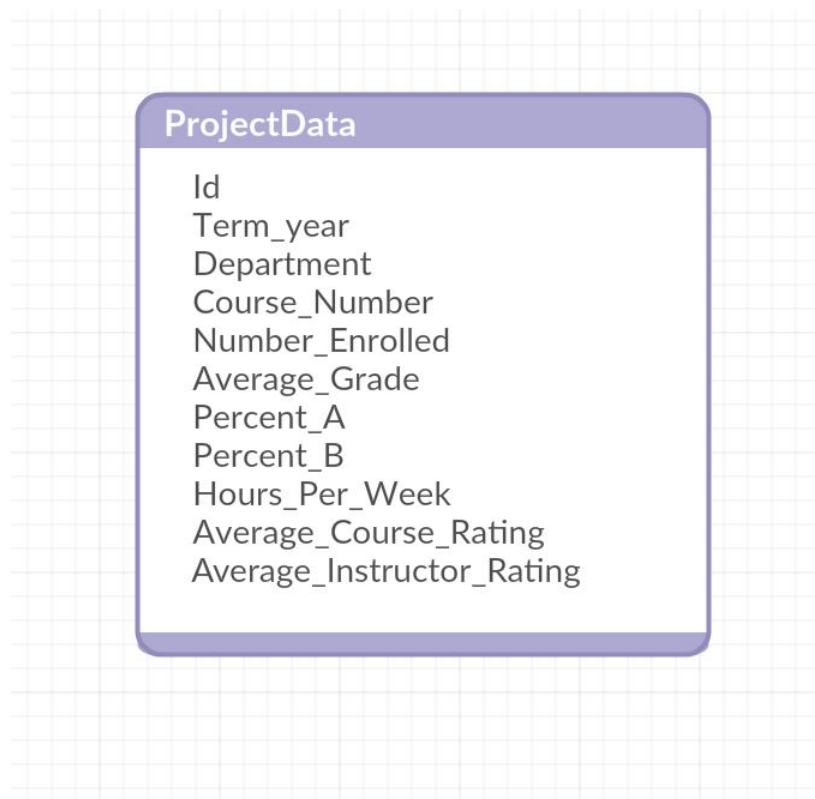 ProjectData
Id
Term_year
Department
Course_Number
Number_Enrolled
Average_Grade
Percent_A
Percent_B
Hours_Per_Week
Average_Course_Rating
Average_Instructor_Rating